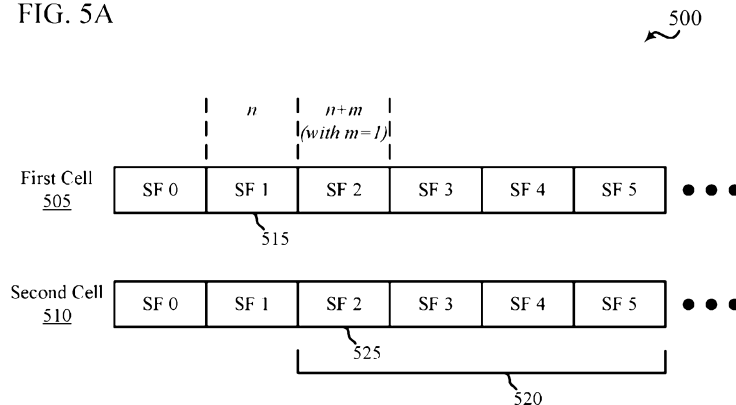 FIG. 5A
500
n
n+m
(with m=1)
First Cell
505
SF 0 SF 1 SF 2 SF 3 SF 4 SF 5
515
Second Cell
510
SF 0 SF 1 SF 2 SF 3 SF 4 SF 5
525
520